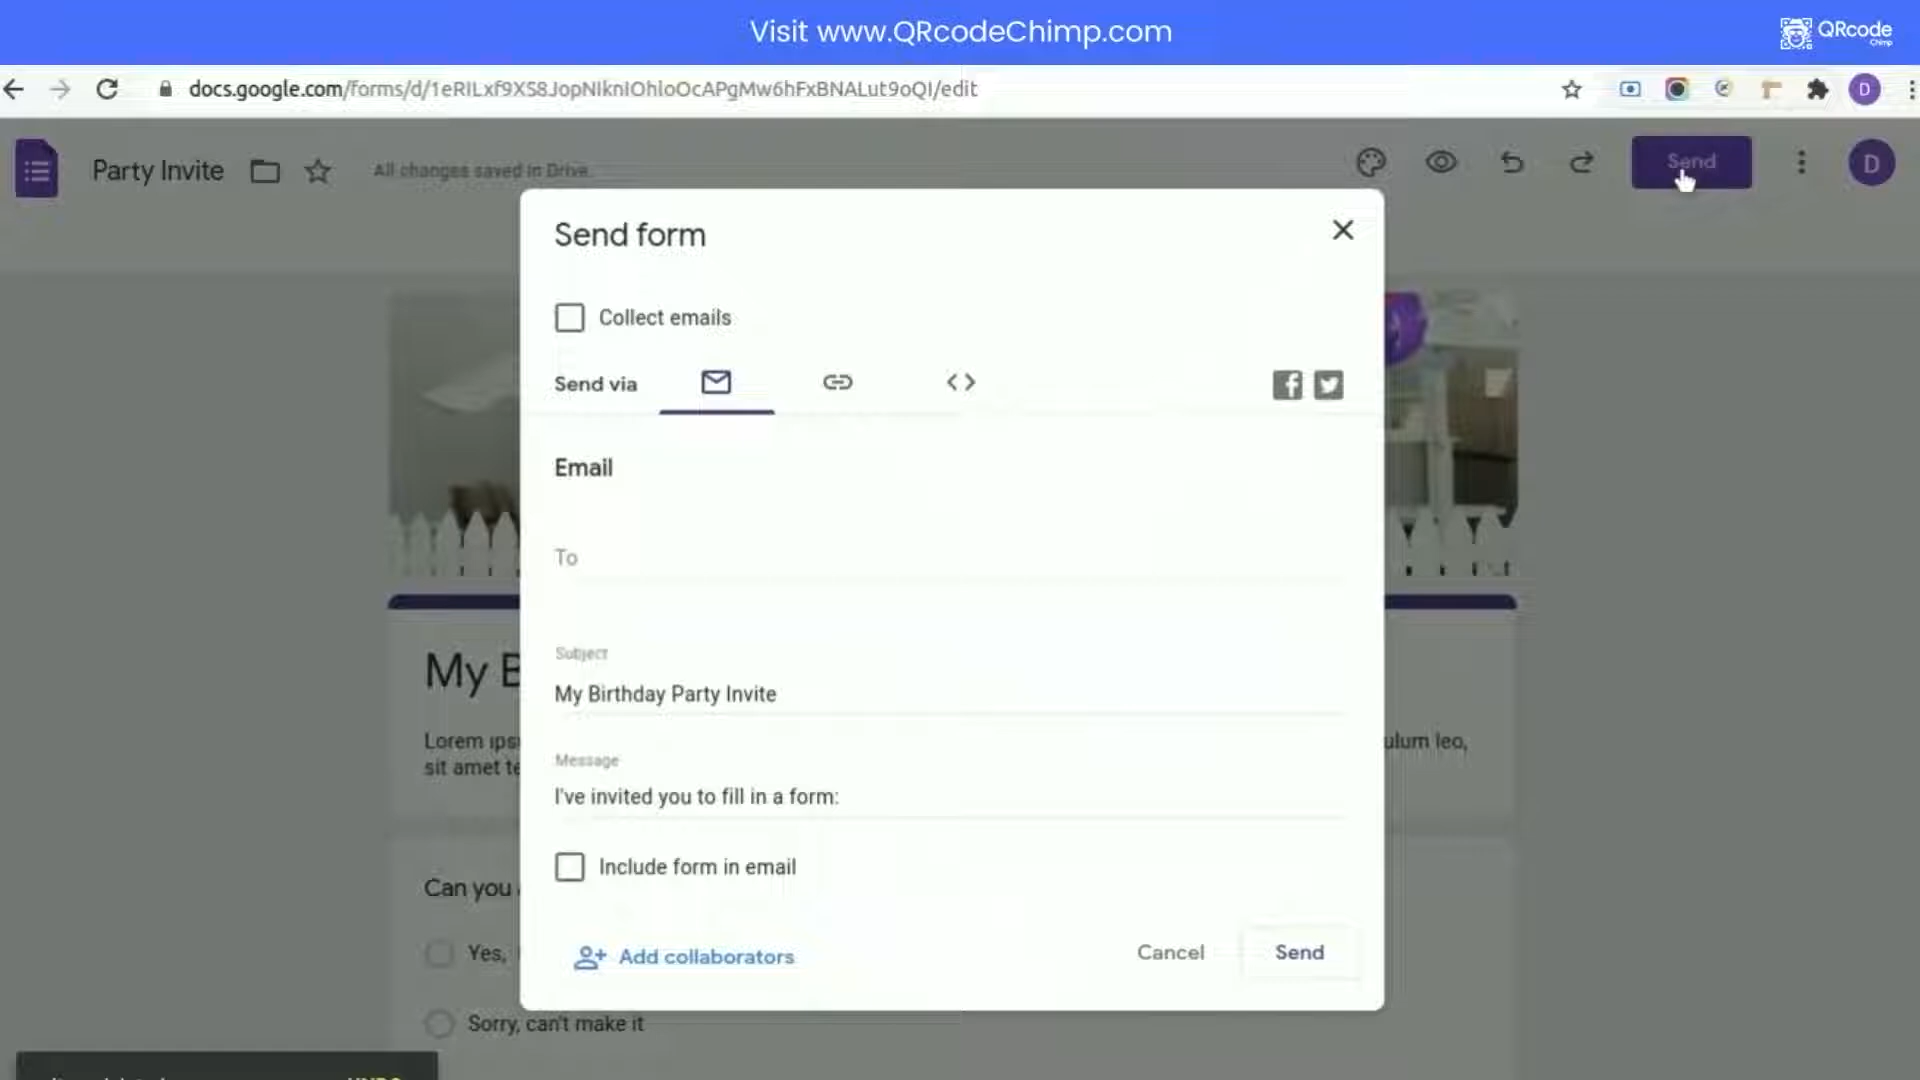 Visit www.QRcodeChimp.com
QRcode
Chimp
docs.google.com/forms/d/1eRILxf9XS8JopNIknIOhloOcAPgMw6hFxBNALut9oQI/edit
D
Party Invite
All changes saved in Drive
Send
D
Send form
Collect emails
Send via
Email
To
Subject
My Birthday Party Invite
Message
I've invited you to fill in a form:
Include form in email
Add collaborators
Cancel
Send
My B
Lorem ips
ulum leo,
sit amet te
Can you
Yes,
Sorry, can't make it